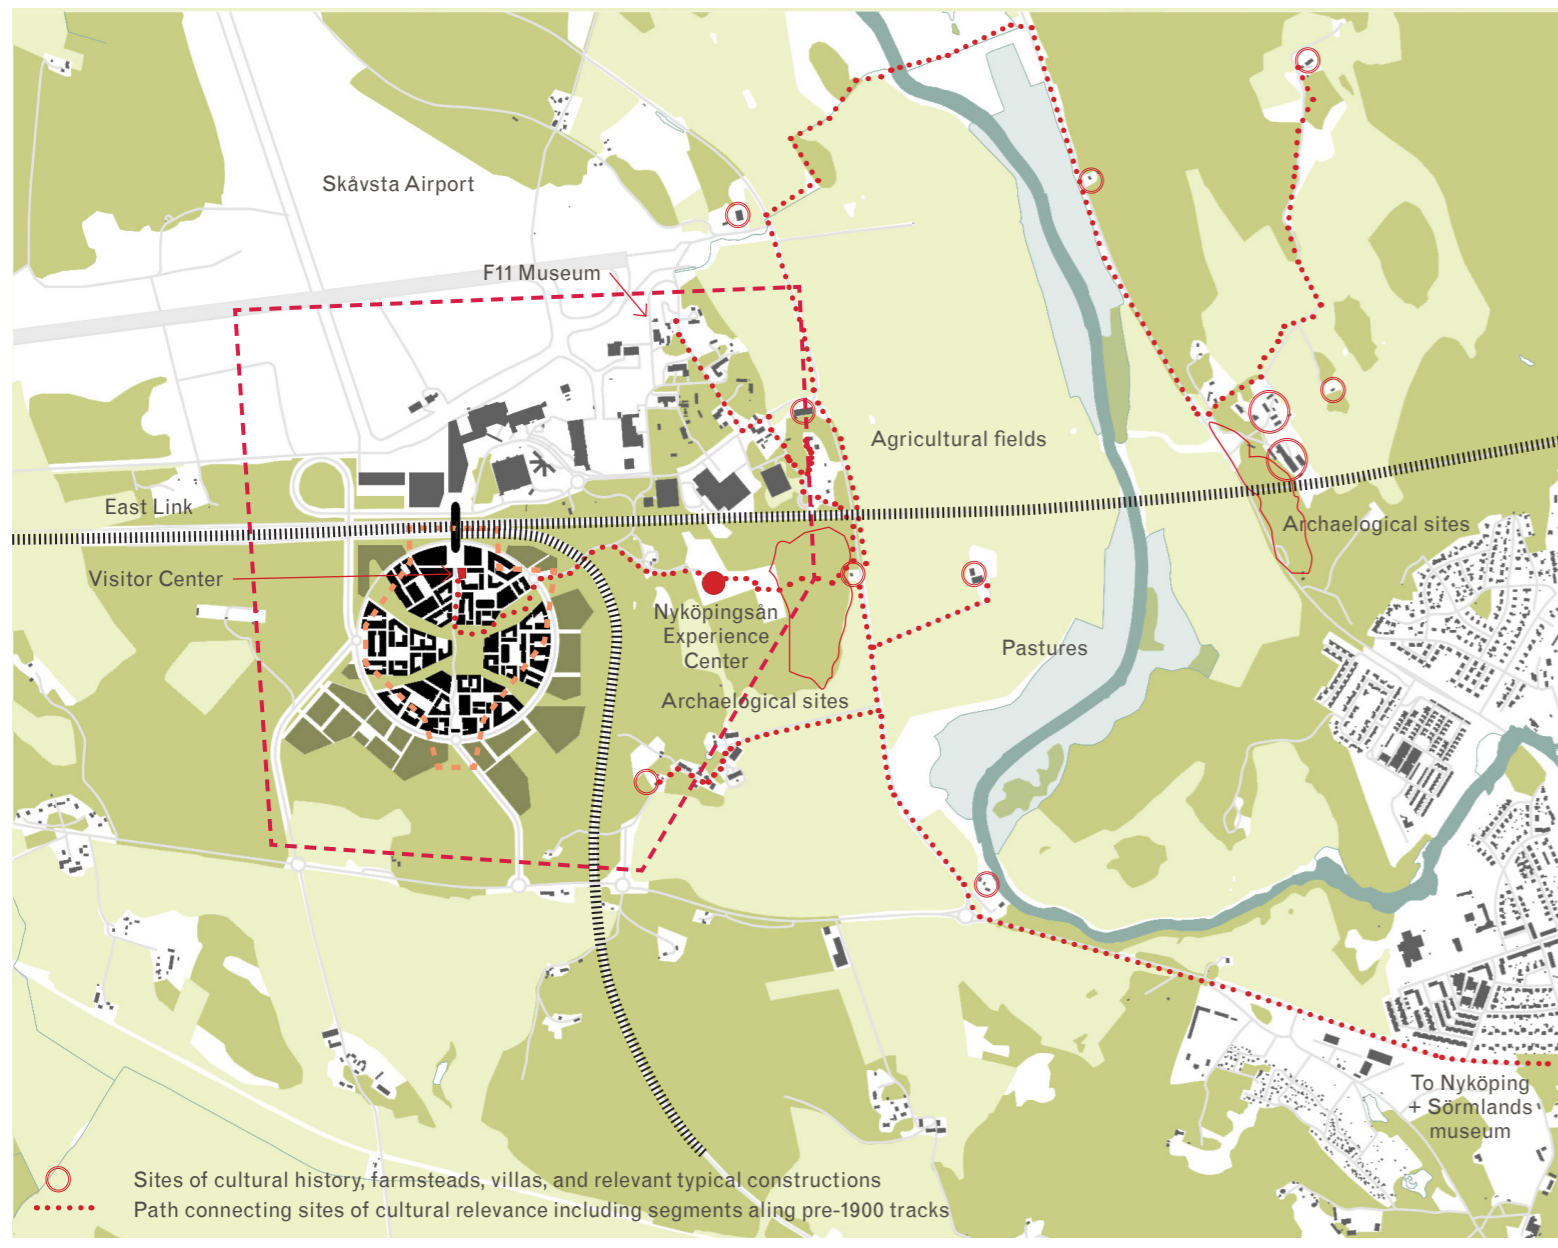 Skåvsta Airport
F11 Museum
Agricultural fields
East Link
Archaelogical sites
Visitor Center
Nyköpingsån
Experience
Center
Pastures
Archaelogical sites
To Nyköping
+ Sörmlands
museum
Sites of cultural history, farmsteads, villas, and relevant typical constructions
Path connecting sites of cultural relevance including segments aling pre-1900 tracks